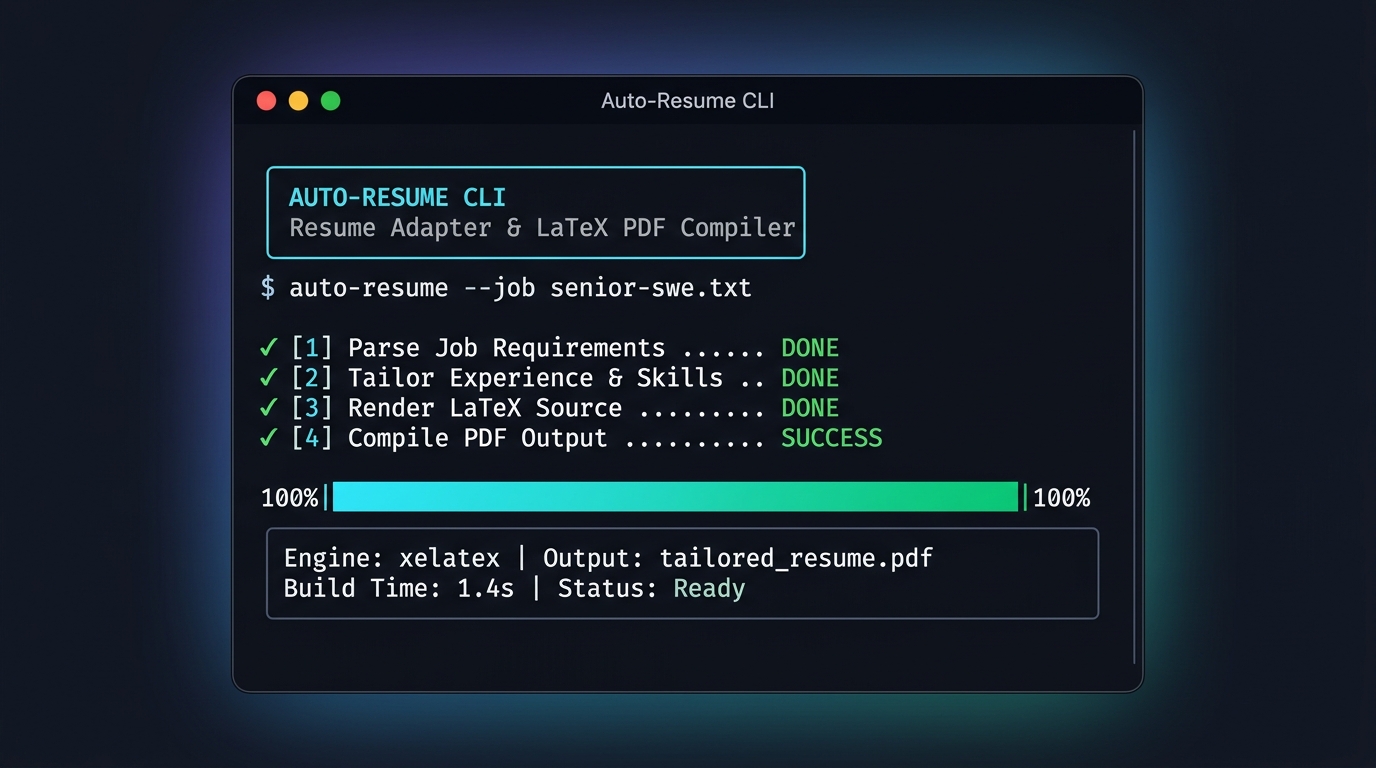 Auto-Resume CLI
AUTO-RESUME CLI
Resume Adapter & LaTeX PDF Compiler
$ auto-resume --job senior-swe.txt
✓ [1] Parse Job Requirements ...... DONE
✓ [2] Tailor Experience & Skills .. DONE
✓ [3] Render LaTeX Source ......... DONE
✓ [4] Compile PDF Output .......... SUCCESS
100%| |100%
Engine: xelatex | Output: tailored_resume.pdf
Build Time: 1.4s | Status: Ready